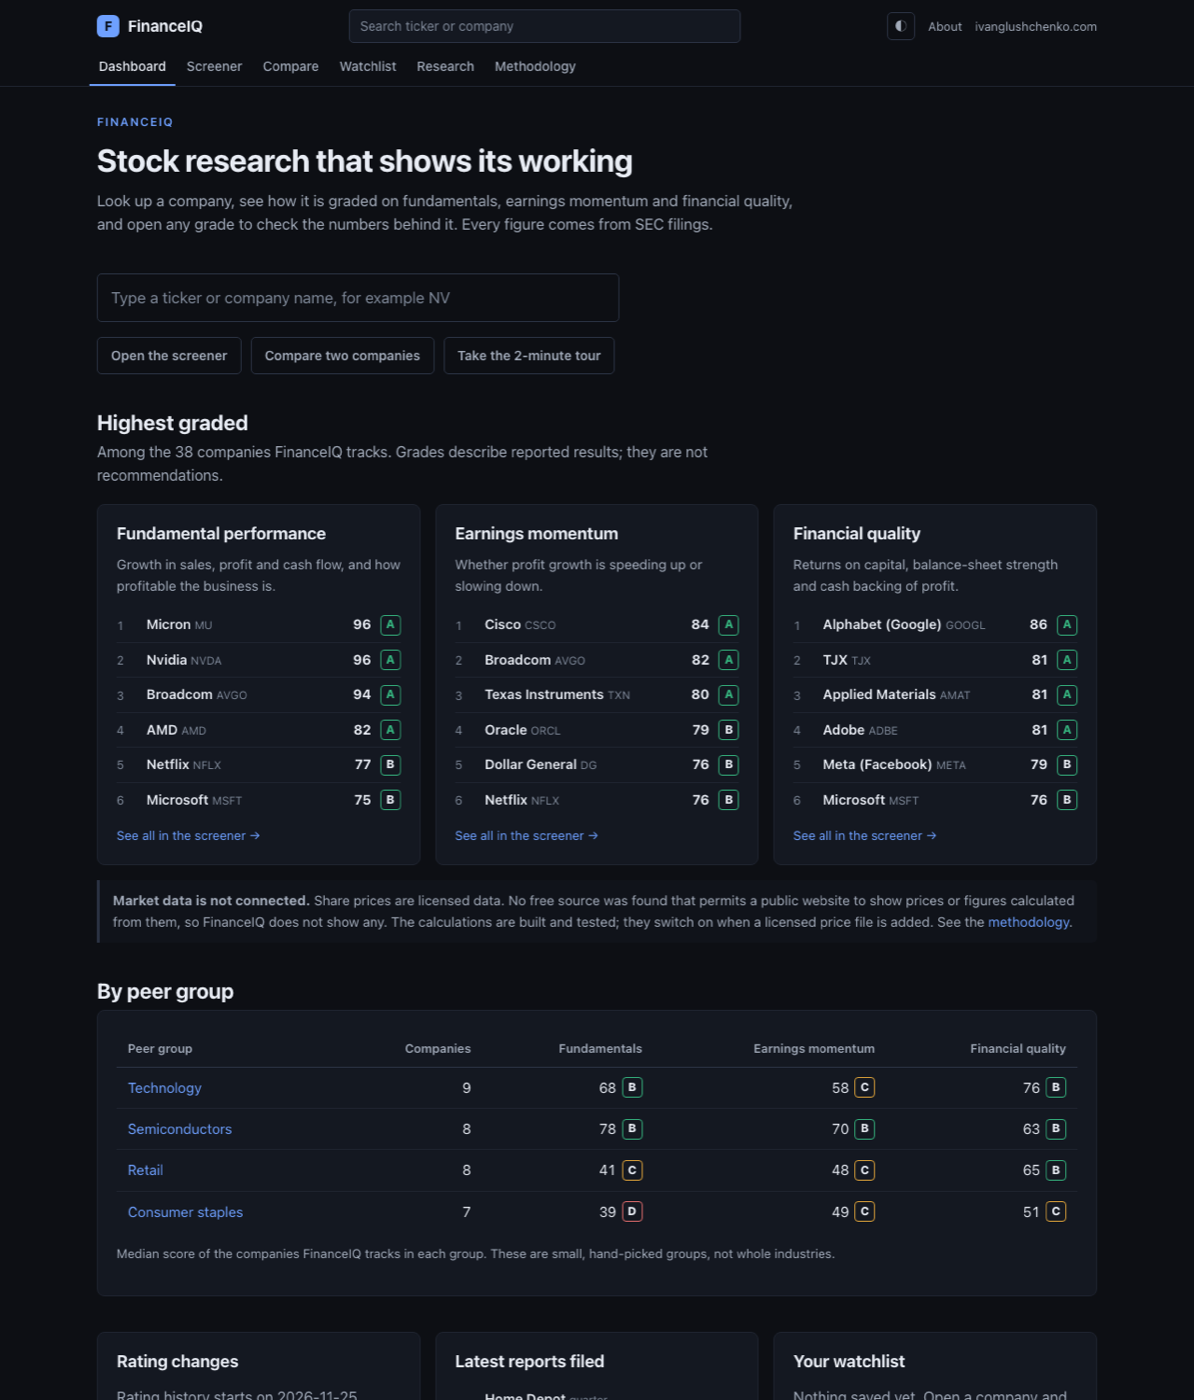 F FinanceIQ
Search ticker or company
About ivanglushchenko.com
Dashboard Screener Compare Watchlist Research Methodology
FINANCEIQ
Stock research that shows its working
Look up a company, see how it is graded on fundamentals, earnings momentum and financial quality,
and open any grade to check the numbers behind it. Every figure comes from SEC filings.
Type a ticker or company name, for example NV
Open the screener Compare two companies Take the 2-minute tour
Highest graded
Among the 38 companies FinanceIQ tracks. Grades describe reported results; they are not
recommendations.
Fundamental performance
Growth in sales, profit and cash flow, and how
profitable the business is.
1 Micron MU 96 A
2 Nvidia NVDA 96 A
3 Broadcom AVGO 94 A
4 AMD AMD 82 A
5 Netflix NFLX 77 B
6 Microsoft MSFT 75 B
See all in the screener →
Earnings momentum
Whether profit growth is speeding up or
slowing down.
1 Cisco CSCO 84 A
2 Broadcom AVGO 82 A
3 Texas Instruments TXN 80 A
4 Oracle ORCL 79 B
5 Dollar General DG 76 B
6 Netflix NFLX 76 B
See all in the screener →
Financial quality
Returns on capital, balance-sheet strength
and cash backing of profit.
1 Alphabet (Google) GOOGL 86 A
2 TJX TJX 81 A
3 Applied Materials AMAT 81 A
4 Adobe ADBE 81 A
5 Meta (Facebook) META 79 B
6 Microsoft MSFT 76 B
See all in the screener →
Market data is not connected. Share prices are licensed data. No free source was found that permits a public website to show prices or figures calculated
from them, so FinanceIQ does not show any. The calculations are built and tested; they switch on when a licensed price file is added. See the methodology.
By peer group
Peer group Companies Fundamentals Earnings momentum Financial quality
Technology 9 68 B 58 C 76 B
Semiconductors 8 78 B 70 B 63 B
Retail 8 41 C 48 C 65 B
Consumer staples 7 39 D 49 C 51 C
Median score of the companies FinanceIQ tracks in each group. These are small, hand-picked groups, not whole industries.
Rating changes
Rating history starts on 2026-11-25
Latest reports filed
Home Depot quarter
Your watchlist
Nothing saved yet. Open a company and